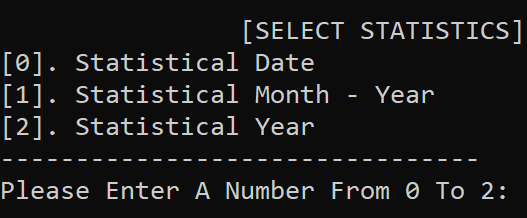 [SELECT STATISTICS]
[0]. Statistical Date
[1]. Statistical Month - Year
[2]. Statistical Year
--------------------------------
Please Enter A Number From 0 To 2: